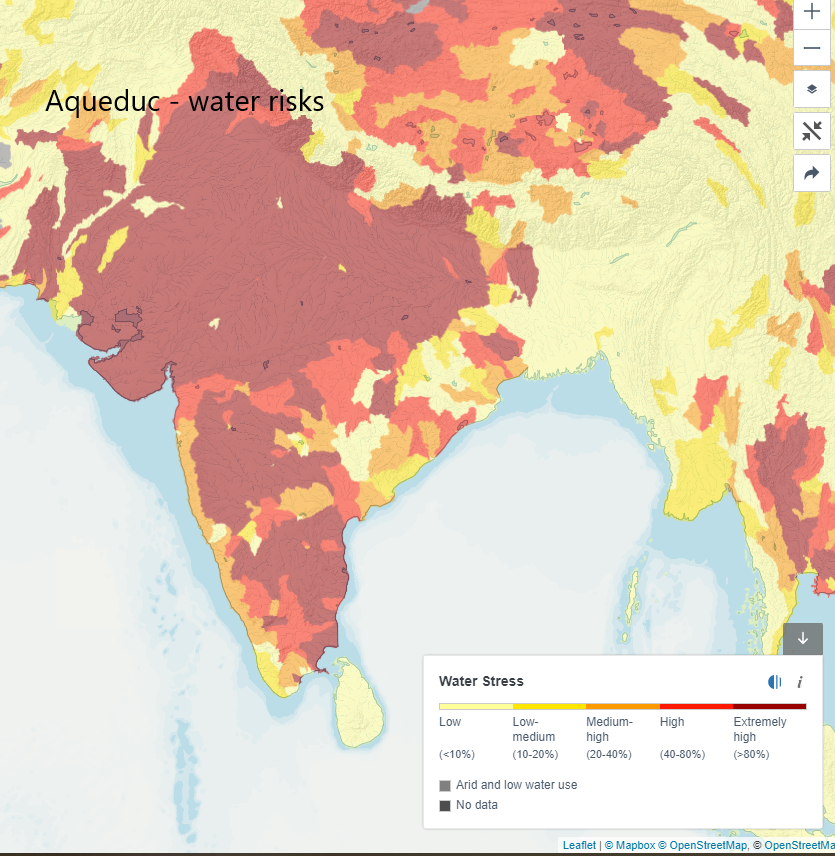 Aqueduc - water risks
Water Stress
i
Low
Low-
medium
Medium-
high
High
Extremely
high
(<10%)
(10-20%)
(20-40%)
(40-80%)
(>80%)
Arid and low water use
No data
Leaflet | © Mapbox © OpenStreetMap, © OpenStreetMa